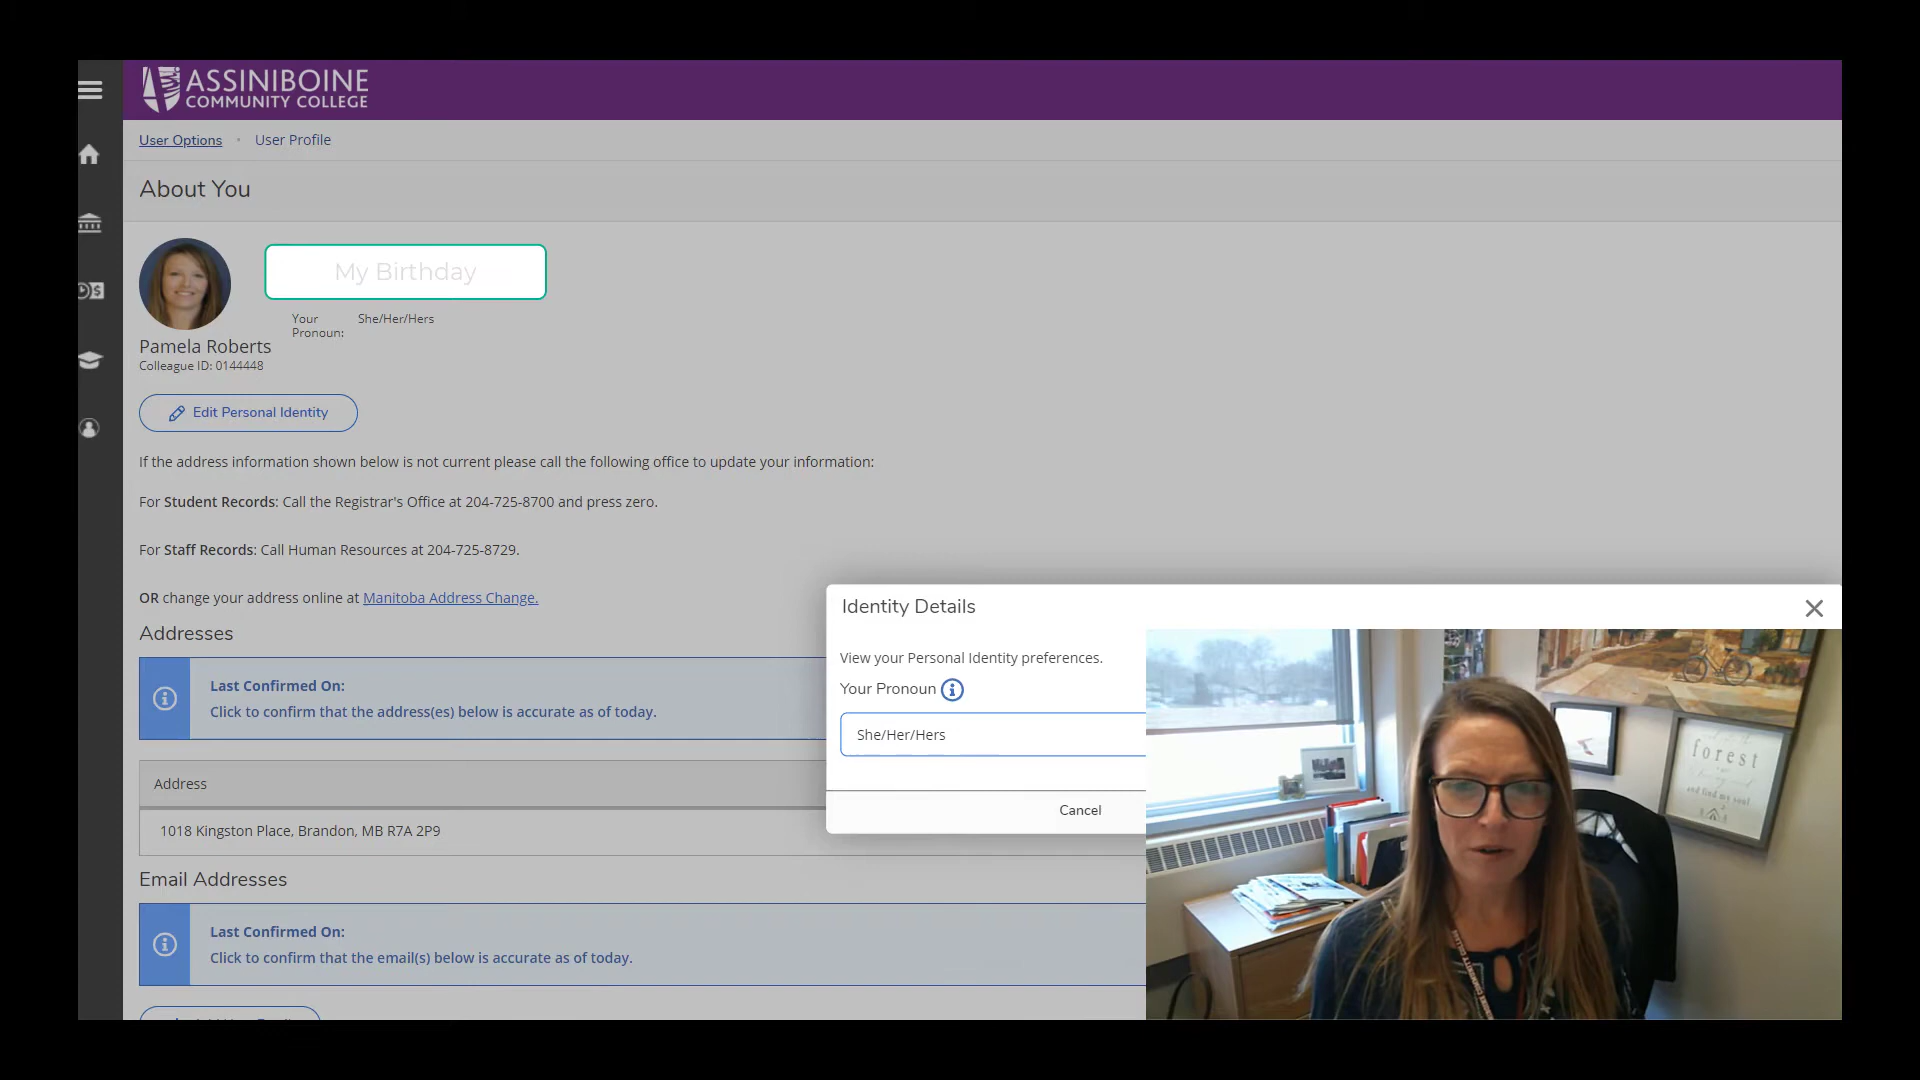 ASSINIBOINE
COMMUNITY COLLEGE
User Options • User Profile
About You
My Birthday
Your Pronoun: She/Her/Hers
Pamela Roberts
Colleague ID: 0144448
Edit Personal Identity
If the address information shown below is not current please call the following office to update your information:
For Student Records: Call the Registrar's Office at 204-725-8700 and press zero.
For Staff Records: Call Human Resources at 204-725-8729.
OR change your address online at Manitoba Address Change.
Addresses
Last Confirmed On:
Click to confirm that the address(es) below is accurate as of today.
Address
1018 Kingston Place, Brandon, MB R7A 2P9
Email Addresses
Last Confirmed On:
Click to confirm that the email(s) below is accurate as of today.
Identity Details
View your Personal Identity preferences.
Your Pronoun
She/Her/Hers
Cancel
forest
and find my soul